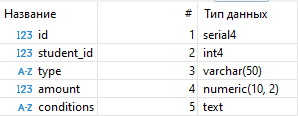 Название # Тип данных
123 id 1 serial4
123 student_id 2 int4
A-Z type 3 varchar(50)
123 amount 4 numeric(10, 2)
A-Z conditions 5 text